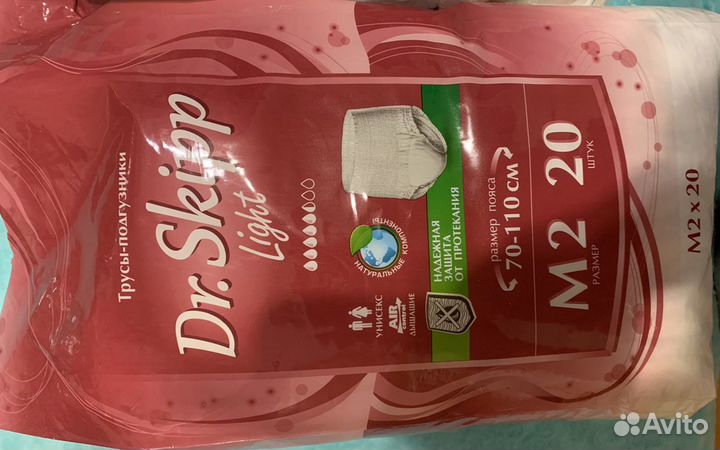 Трусы-подгузники
Dr. Skipp
Light
НАТУРАЛЬНЫЕ КОМПОНЕНТЫ
УНИСЕКС
AIR
control
ДЫШАЩИЕ
НАДЕЖНАЯ
ЗАЩИТА
ОТ ПРОТЕКАНИЯ
размер пояса
70-110 СМ
M2 20
РАЗМЕР ШТУК
M2 x 20
Avito